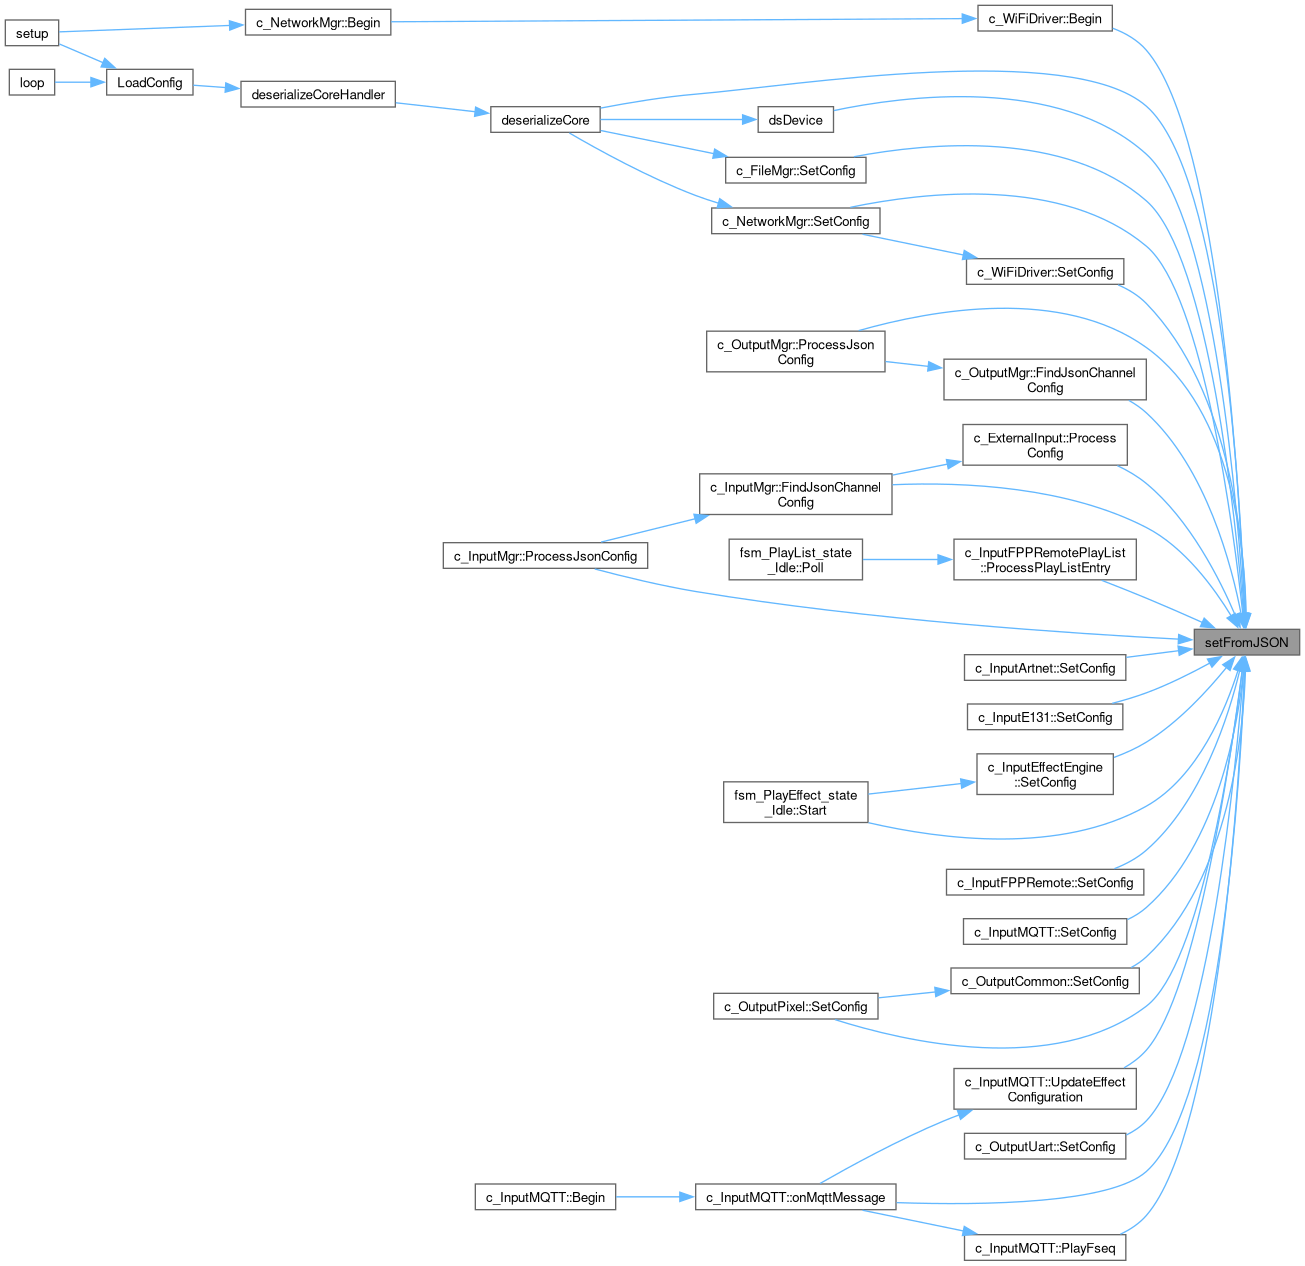 c_WiFiDriver::Begin
c_NetworkMgr::Begin
setup
loop
LoadConfig
deserializeCoreHandler
deserializeCore
dsDevice
c_FileMgr::SetConfig
c_NetworkMgr::SetConfig
c_WiFiDriver::SetConfig
c_OutputMgr::ProcessJson
Config
c_OutputMgr::FindJsonChannel
Config
c_ExternalInput::Process
Config
c_InputMgr::FindJsonChannel
Config
c_InputMgr::ProcessJsonConfig
fsm_PlayList_state
_Idle::Poll
c_InputFPPRemotePlayList
::ProcessPlayListEntry
setFromJSON
c_InputArtnet::SetConfig
c_InputE131::SetConfig
c_InputEffectEngine
::SetConfig
fsm_PlayEffect_state
_Idle::Start
c_InputFPPRemote::SetConfig
c_InputMQTT::SetConfig
c_OutputCommon::SetConfig
c_OutputPixel::SetConfig
c_InputMQTT::UpdateEffect
Configuration
c_OutputUart::SetConfig
c_InputMQTT::Begin
c_InputMQTT::onMqttMessage
c_InputMQTT::PlayFseq